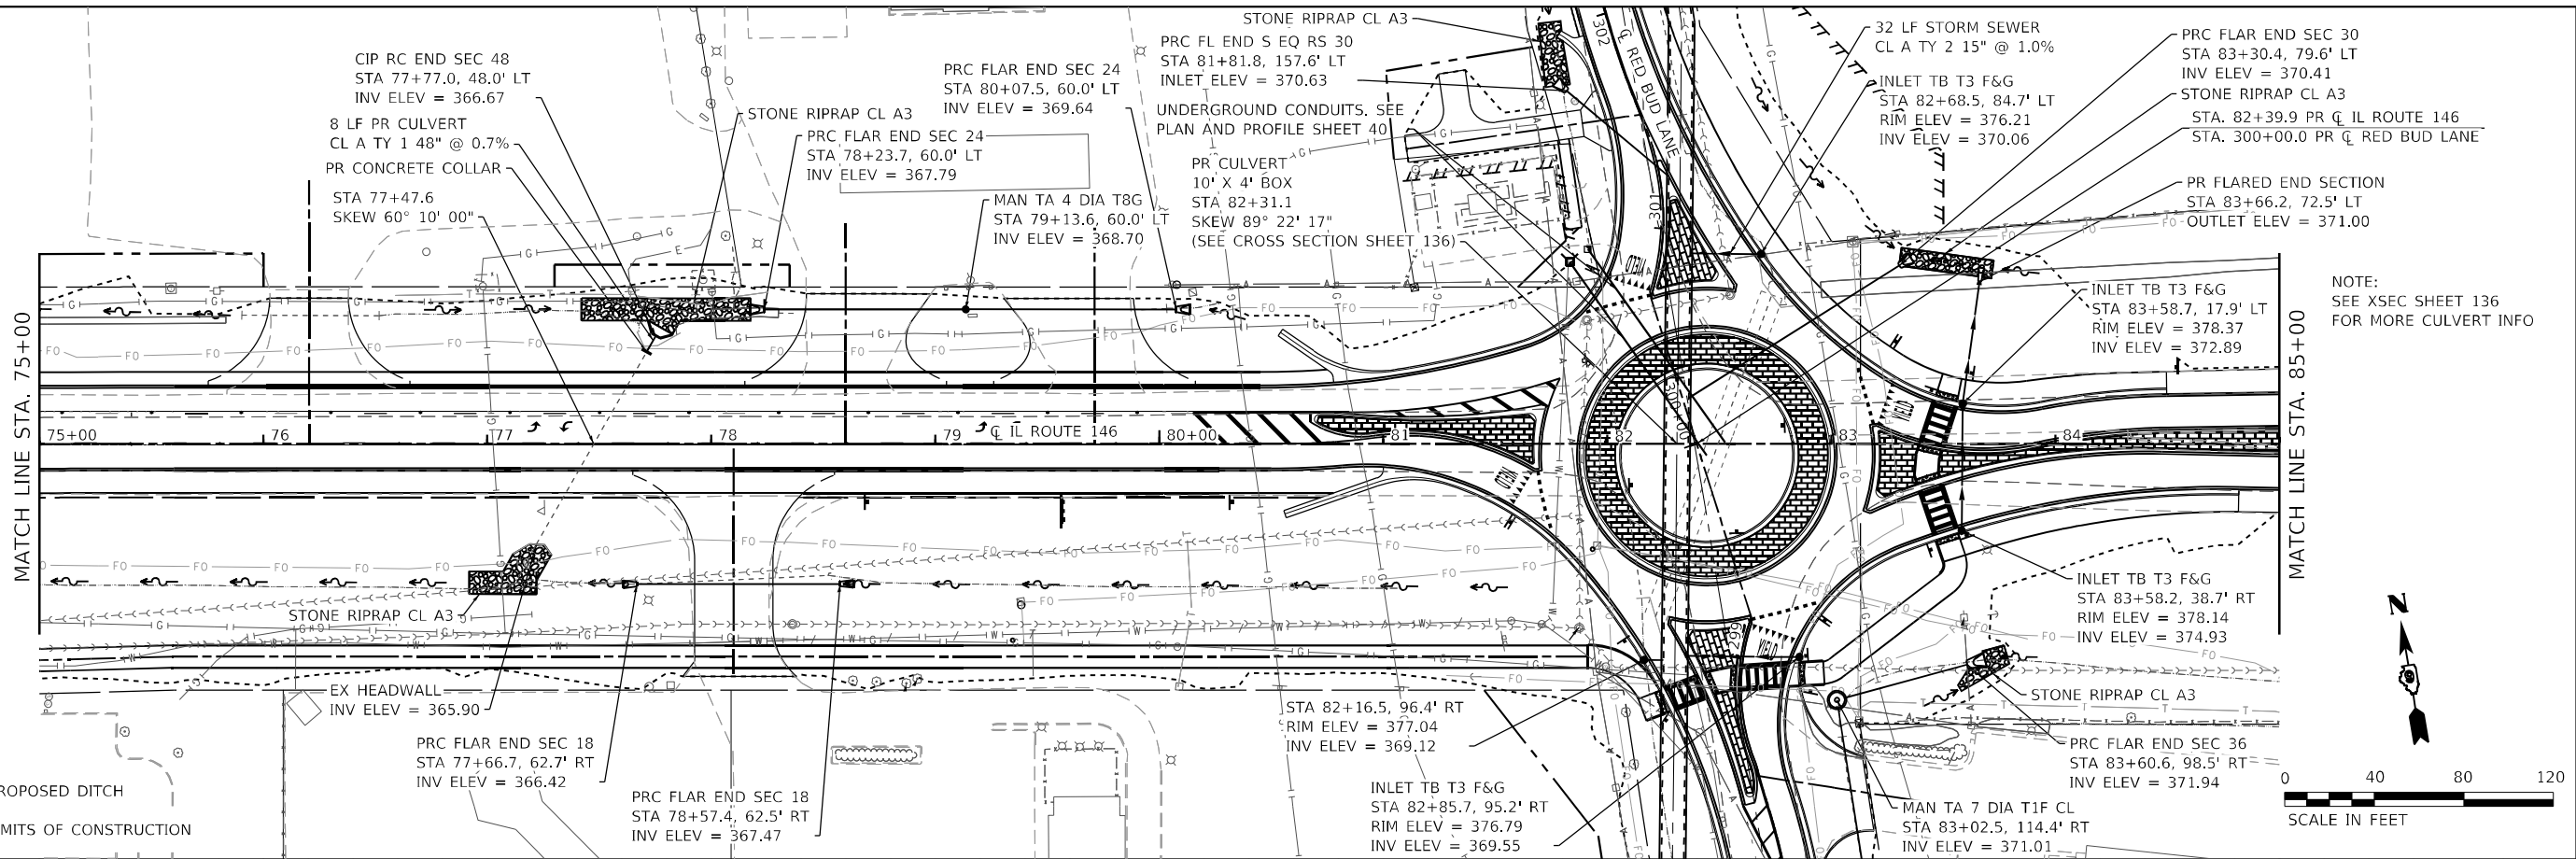 CIP RC END SEC 48
STA 77+77.0, 48.0' LT
INV ELEV = 366.67
8 LF PR CULVERT
CL A TY 1 48" @ 0.7%
PR CONCRETE COLLAR
STA 77+47.6
SKEW 60° 10' 00"
STONE RIPRAP CL A3
PRC FLAR END SEC 24
STA 78+23.7, 60.0' LT
INV ELEV = 367.79
PRC FLAR END SEC 24
STA 80+07.5, 60.0' LT
INV ELEV = 369.64
MAN TA 4 DIA T8G
STA 79+13.6, 60.0' LT
INV ELEV = 368.70
STONE RIPRAP CL A3
PRC FL END S EQ RS 30
STA 81+81.8, 157.6' LT
INLET ELEV = 370.63
UNDERGROUND CONDUITS. SEE
PLAN AND PROFILE SHEET 40
PR CULVERT
10' X 4' BOX
STA 82+31.1
SKEW 89° 22' 17"
(SEE CROSS SECTION SHEET 136)
302
℄ RED BUD LANE
301
32 LF STORM SEWER
CL A TY 2 15" @ 1.0%
INLET TB T3 F&G
STA 82+68.5, 84.7' LT
RIM ELEV = 376.21
INV ELEV = 370.06
PRC FLAR END SEC 30
STA 83+30.4, 79.6' LT
INV ELEV = 370.41
STONE RIPRAP CL A3
STA. 82+39.9 PR ℄ IL ROUTE 146
STA. 300+00.0 PR ℄ RED BUD LANE
PR FLARED END SECTION
STA 83+66.2, 72.5' LT
OUTLET ELEV = 371.00
INLET TB T3 F&G
STA 83+58.7, 17.9' LT
RIM ELEV = 378.37
INV ELEV = 372.89
NOTE:
SEE XSEC SHEET 136
FOR MORE CULVERT INFO
MATCH LINE STA. 75+00
MATCH LINE STA. 85+00
75+00
76
77
78
79
℄ IL ROUTE 146
80+00
81
82
83
84
300+00
299
YIELD
YIELD
YIELD
YIELD
STONE RIPRAP CL A3
EX HEADWALL
INV ELEV = 365.90
PRC FLAR END SEC 18
STA 77+66.7, 62.7' RT
INV ELEV = 366.42
PRC FLAR END SEC 18
STA 78+57.4, 62.5' RT
INV ELEV = 367.47
STA 82+16.5, 96.4' RT
RIM ELEV = 377.04
INV ELEV = 369.12
INLET TB T3 F&G
STA 82+85.7, 95.2' RT
RIM ELEV = 376.79
INV ELEV = 369.55
INLET TB T3 F&G
STA 83+58.2, 38.7' RT
RIM ELEV = 378.14
INV ELEV = 374.93
STONE RIPRAP CL A3
PRC FLAR END SEC 36
STA 83+60.6, 98.5' RT
INV ELEV = 371.94
MAN TA 7 DIA T1F CL
STA 83+02.5, 114.4' RT
INV ELEV = 371.01
ROPOSED DITCH
MITS OF CONSTRUCTION
N
0 40 80 120
SCALE IN FEET